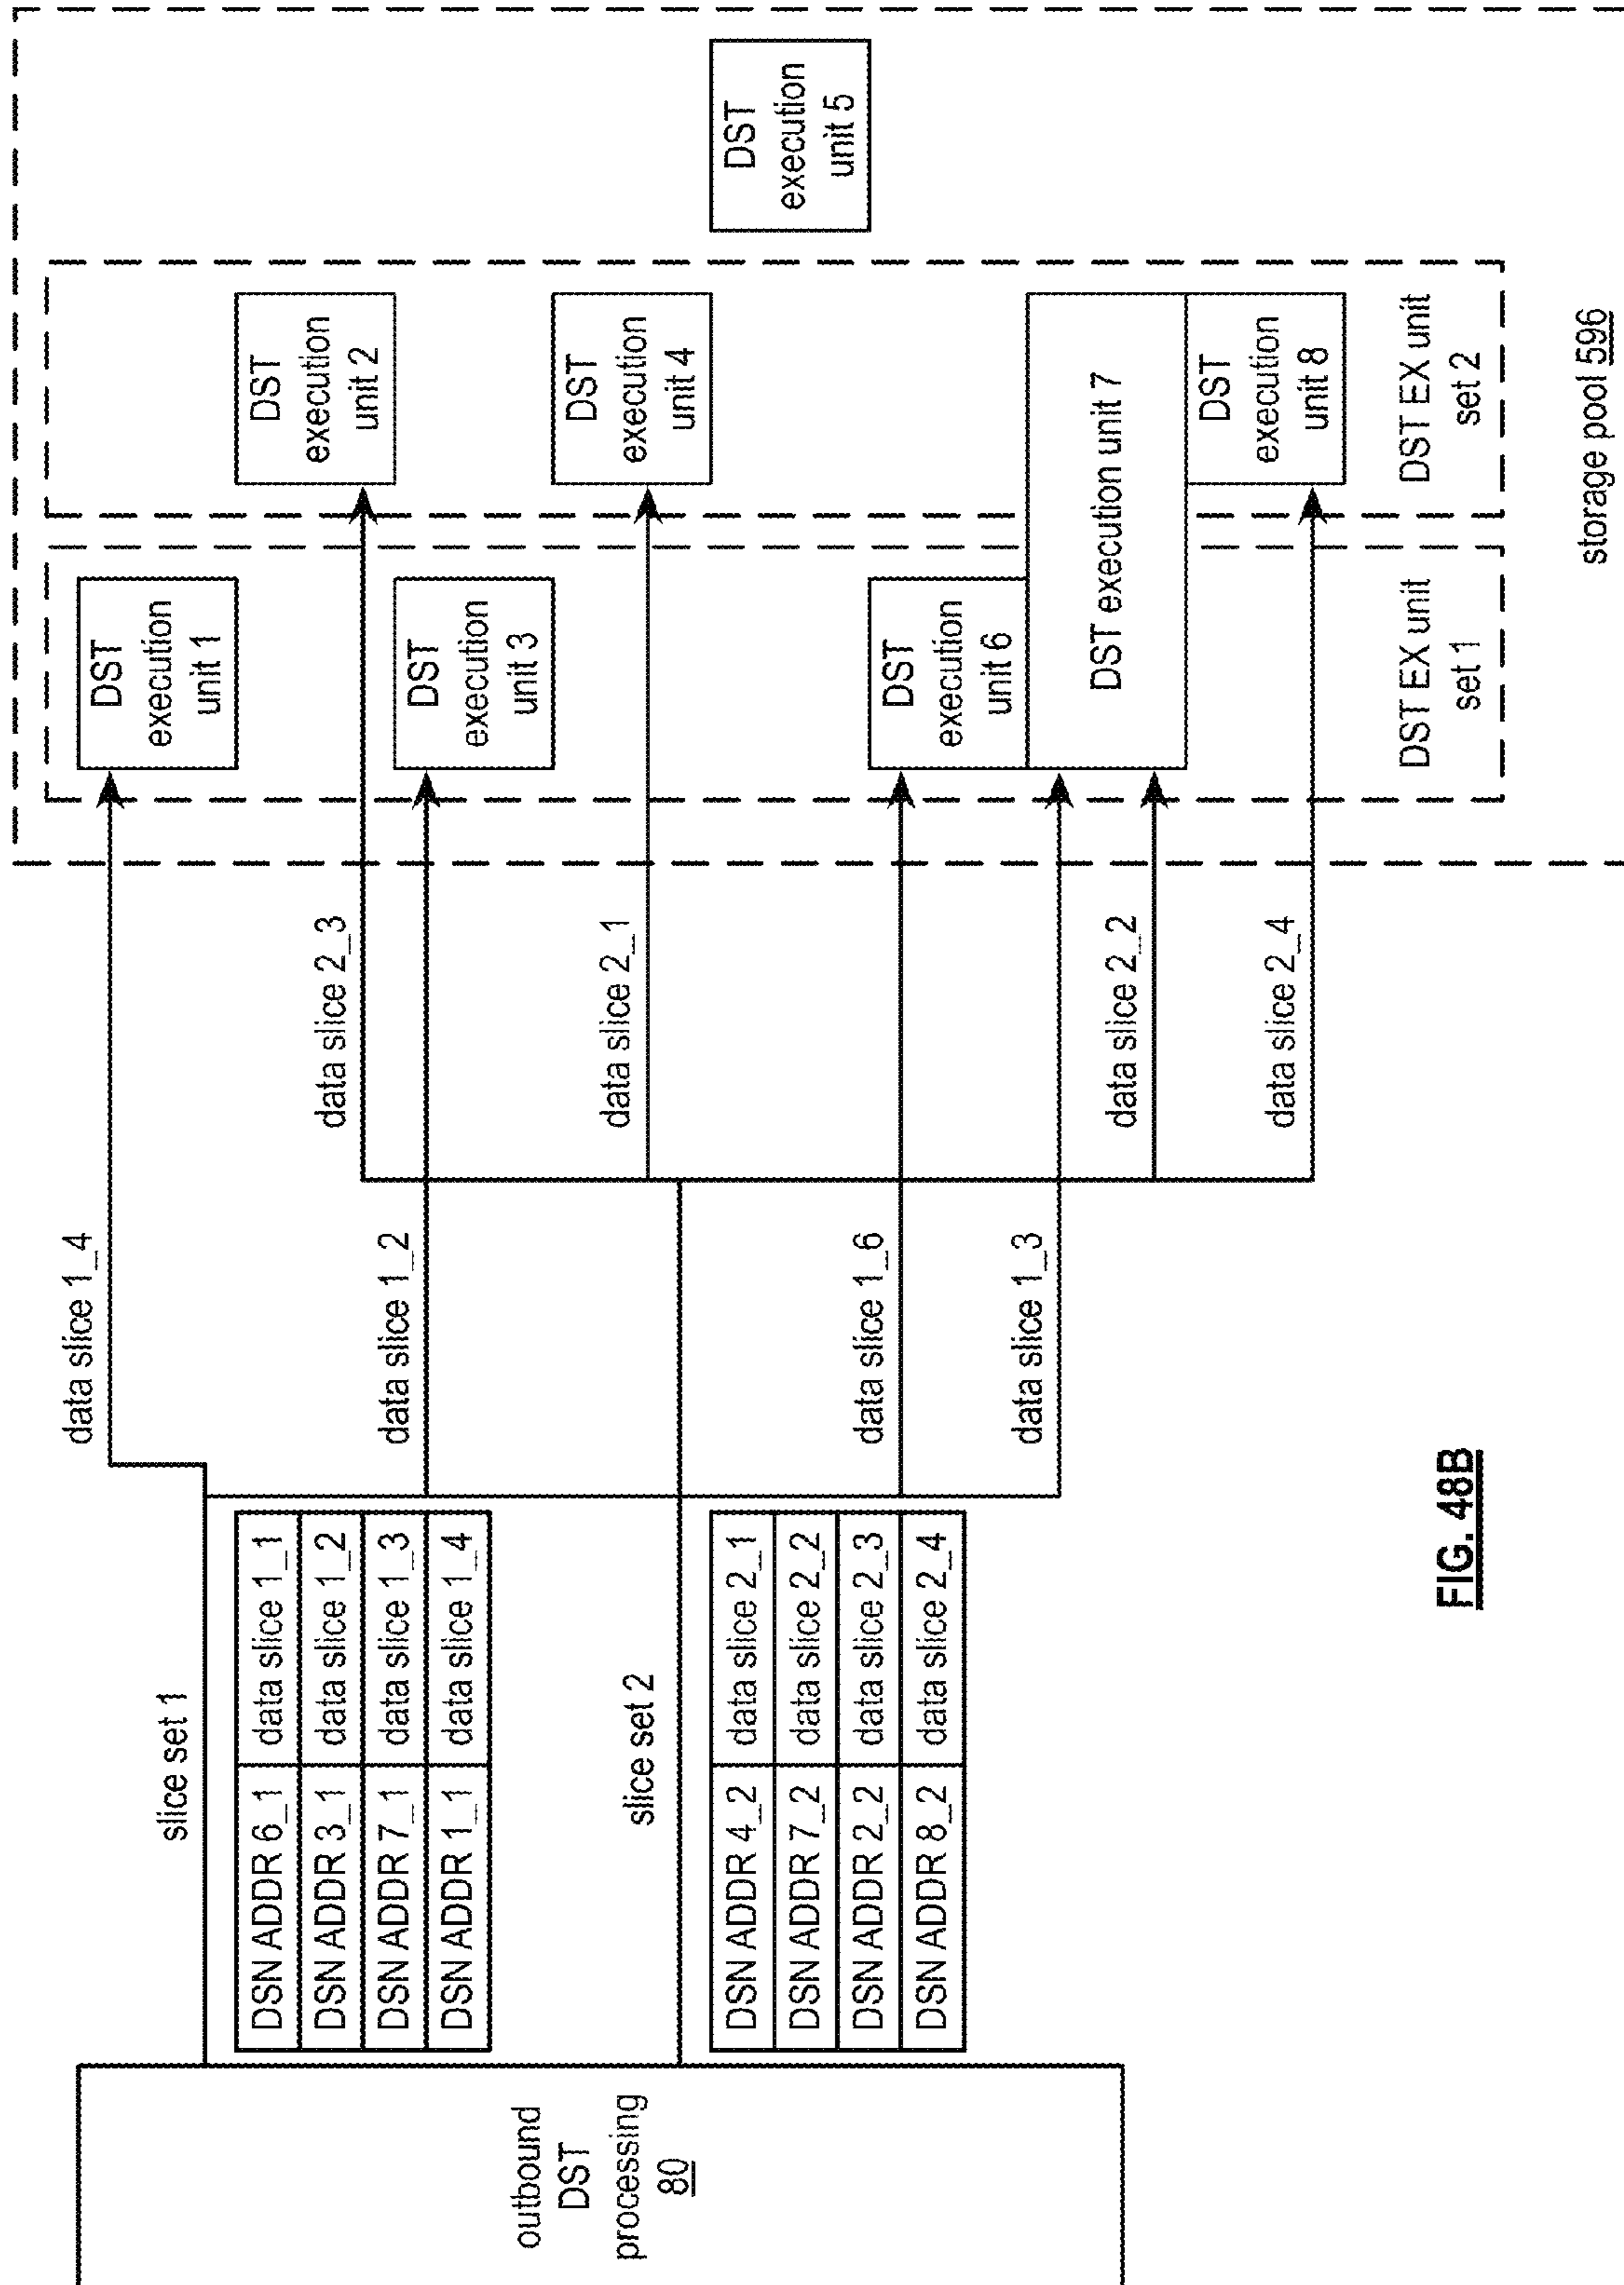 outbound
DST
processing
80
slice set 1
DSN ADDR 6_1 data slice 1_1
DSN ADDR 3_1 data slice 1_2
DSN ADDR 7_1 data slice 1_3
DSN ADDR 1_1 data slice 1_4
slice set 2
DSN ADDR 4_2 data slice 2_1
DSN ADDR 7_2 data slice 2_2
DSN ADDR 2_2 data slice 2_3
DSN ADDR 8_2 data slice 2_4
data slice 1_4
data slice 1_2
data slice 1_6
data slice 1_3
data slice 2_3
data slice 2_1
data slice 2_2
data slice 2_4
DST
execution
unit 1
DST
execution
unit 3
DST
execution
unit 6
DST execution unit 7
DST EX unit
set 1
DST
execution
unit 2
DST
execution
unit 4
DST
execution
unit 8
DST EX unit
set 2
DST
execution
unit 5
storage pool 596
FIG. 48B